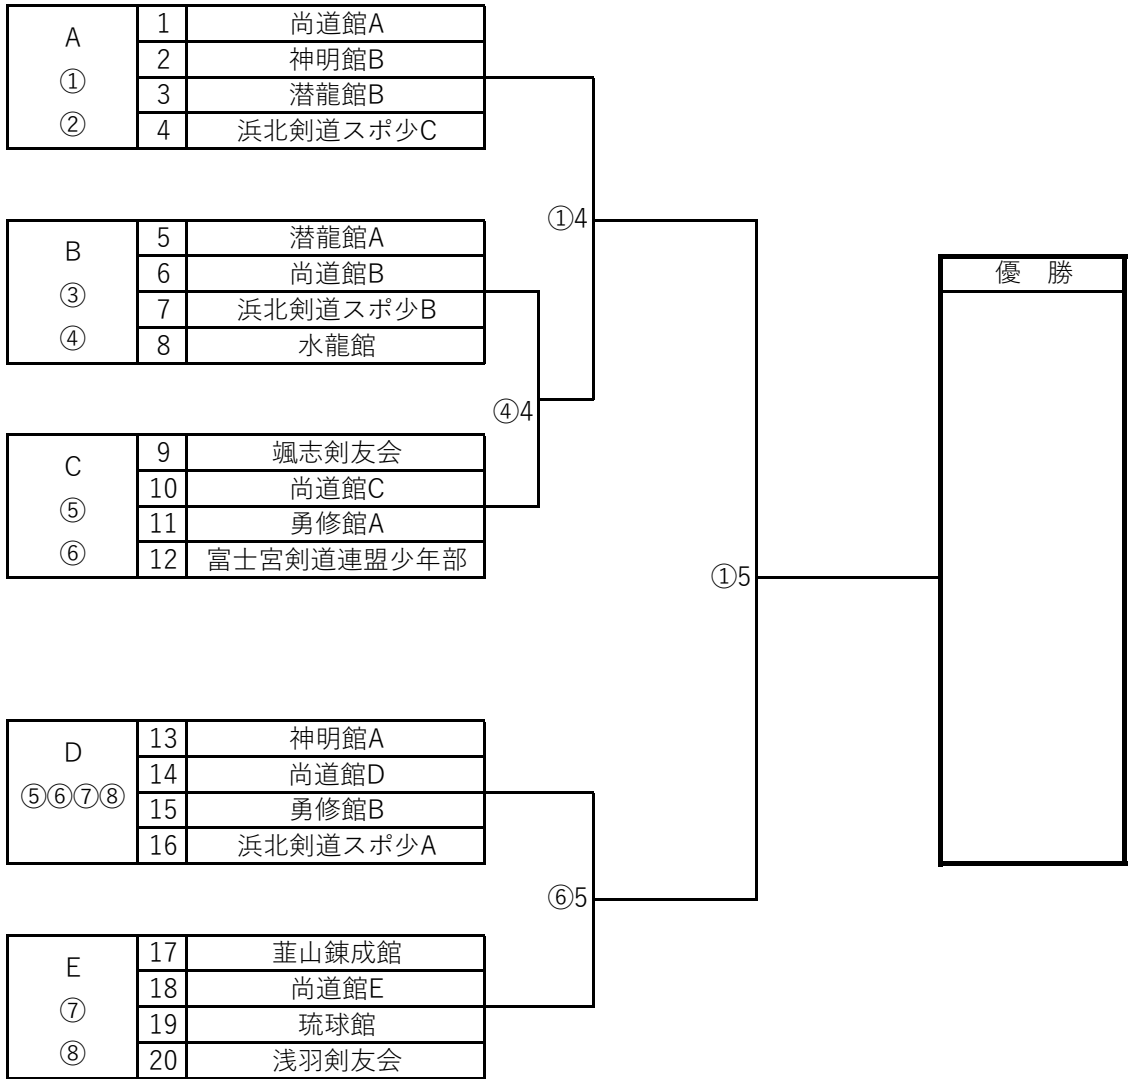 A
①
②
1 尚道館A
2 神明館B
3 潜龍館B
4 浜北剣道スポ少C
①4
B
③
④
5 潜龍館A
6 尚道館B
7 浜北剣道スポ少B
8 水龍館
優　勝
④4
C
⑤
⑥
9 颯志剣友会
10 尚道館C
11 勇修館A
12 富士宮剣道連盟少年部
①5
D
⑤⑥⑦⑧
13 神明館A
14 尚道館D
15 勇修館B
16 浜北剣道スポ少A
⑥5
E
⑦
⑧
17 韮山錬成館
18 尚道館E
19 琉球館
20 浅羽剣友会